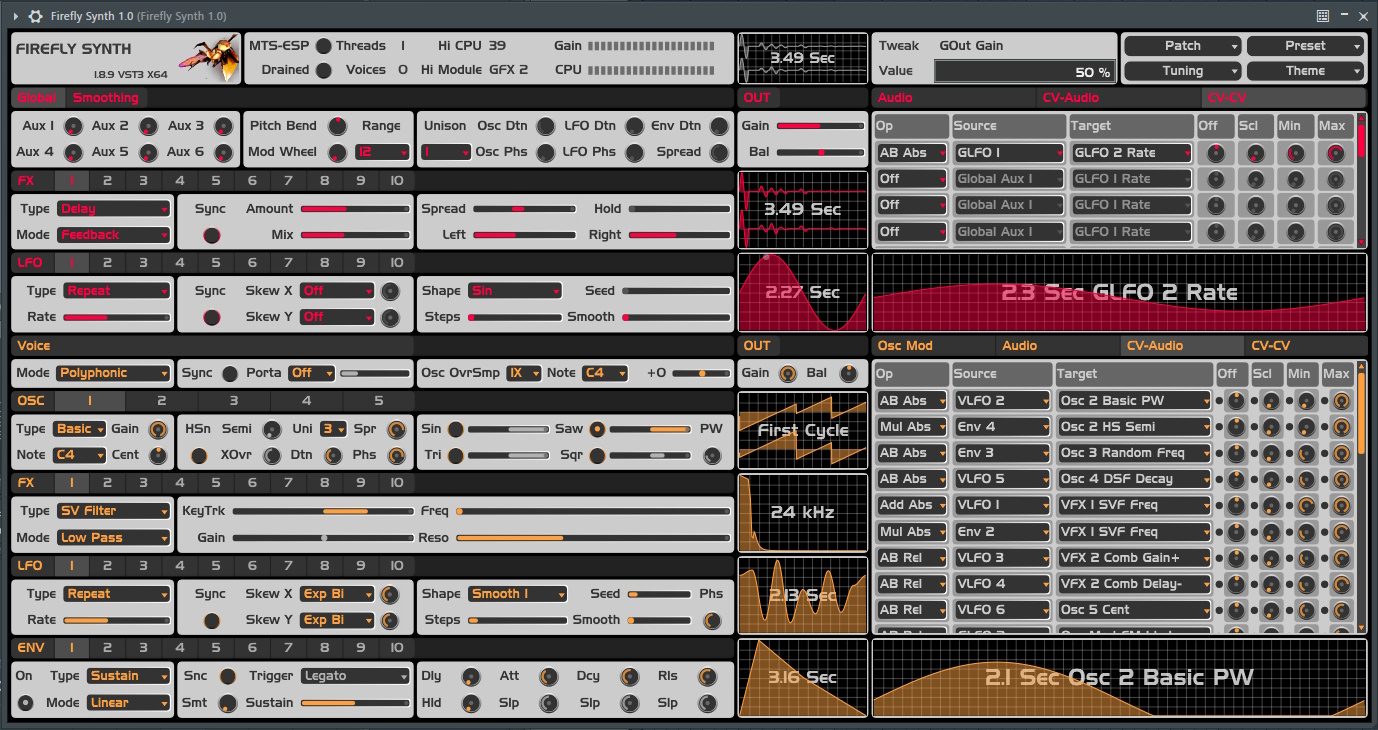 Firefly Synth 1.0 (Firefly Synth 1.0)
FIREFLY SYNTH
1.8.9 VST3 X64
MTS-ESP Threads 1 Hi CPU 39 Gain
Drained Voices 0 Hi Module GFX 2 CPU
3.49 Sec
Tweak GOut Gain
Value 50 %
Patch Preset
Tuning Theme
Global Smoothing OUT Audio CV-Audio CV-CV
Aux 1 Aux 2 Aux 3 Pitch Bend Range Unison Osc Dtn LFO Dtn Env Dtn Gain
Aux 4 Aux 5 Aux 6 Mod Wheel 12 1 Osc Phs LFO Phs Spread Bal
Op Source Target Off Scl Min Max
AB Abs GLFO 1 GLFO 2 Rate
Off Global Aux 1 GLFO 1 Rate
Off Global Aux 1 GLFO 1 Rate
Off Global Aux 1 GLFO 1 Rate
FX 1 2 3 4 5 6 7 8 9 10
Type Delay Sync Amount Spread Hold
Mode Feedback Mix Left Right
3.49 Sec
LFO 1 2 3 4 5 6 7 8 9 10
Type Repeat Sync Skew X Off Shape Sin Seed
Rate Skew Y Off Steps Smooth
2.27 Sec
2.3 Sec GLFO 2 Rate
Voice OUT Osc Mod Audio CV-Audio CV-CV
Mode Polyphonic Sync Porta Off Osc OvrSmp 1X Note C4 +0 Gain Bal
OSC 1 2 3 4 5
Type Basic Gain HSn Semi Uni 3 Spr Sin Saw PW
Note C4 Cent XOvr Dtn Phs Tri Sqr
First Cycle
Op Source Target Off Scl Min Max
AB Abs VLFO 2 Osc 2 Basic PW
Mul Abs Env 4 Osc 2 HS Semi
AB Abs Env 3 Osc 3 Random Freq
AB Abs VLFO 5 Osc 4 DSF Decay
Add Abs VLFO 1 VFX 1 SVF Freq
Mul Abs Env 2 VFX 1 SVF Freq
AB Rel VLFO 3 VFX 2 Comb Gain+
AB Rel VLFO 4 VFX 2 Comb Delay-
AB Rel VLFO 6 Osc 5 Cent
FX 1 2 3 4 5 6 7 8 9 10
Type SV Filter KeyTrk Freq
Mode Low Pass Gain Reso
24 kHz
LFO 1 2 3 4 5 6 7 8 9 10
Type Repeat Sync Skew X Exp Bi Shape Smooth 1 Seed Phs
Rate Skew Y Exp Bi Steps Smooth
2.13 Sec
ENV 1 2 3 4 5 6 7 8 9 10
On Type Sustain Snc Trigger Legato Dly Att Dcy Rls
Mode Linear Smt Sustain Hld Slp Slp Slp
3.16 Sec
2.1 Sec Osc 2 Basic PW